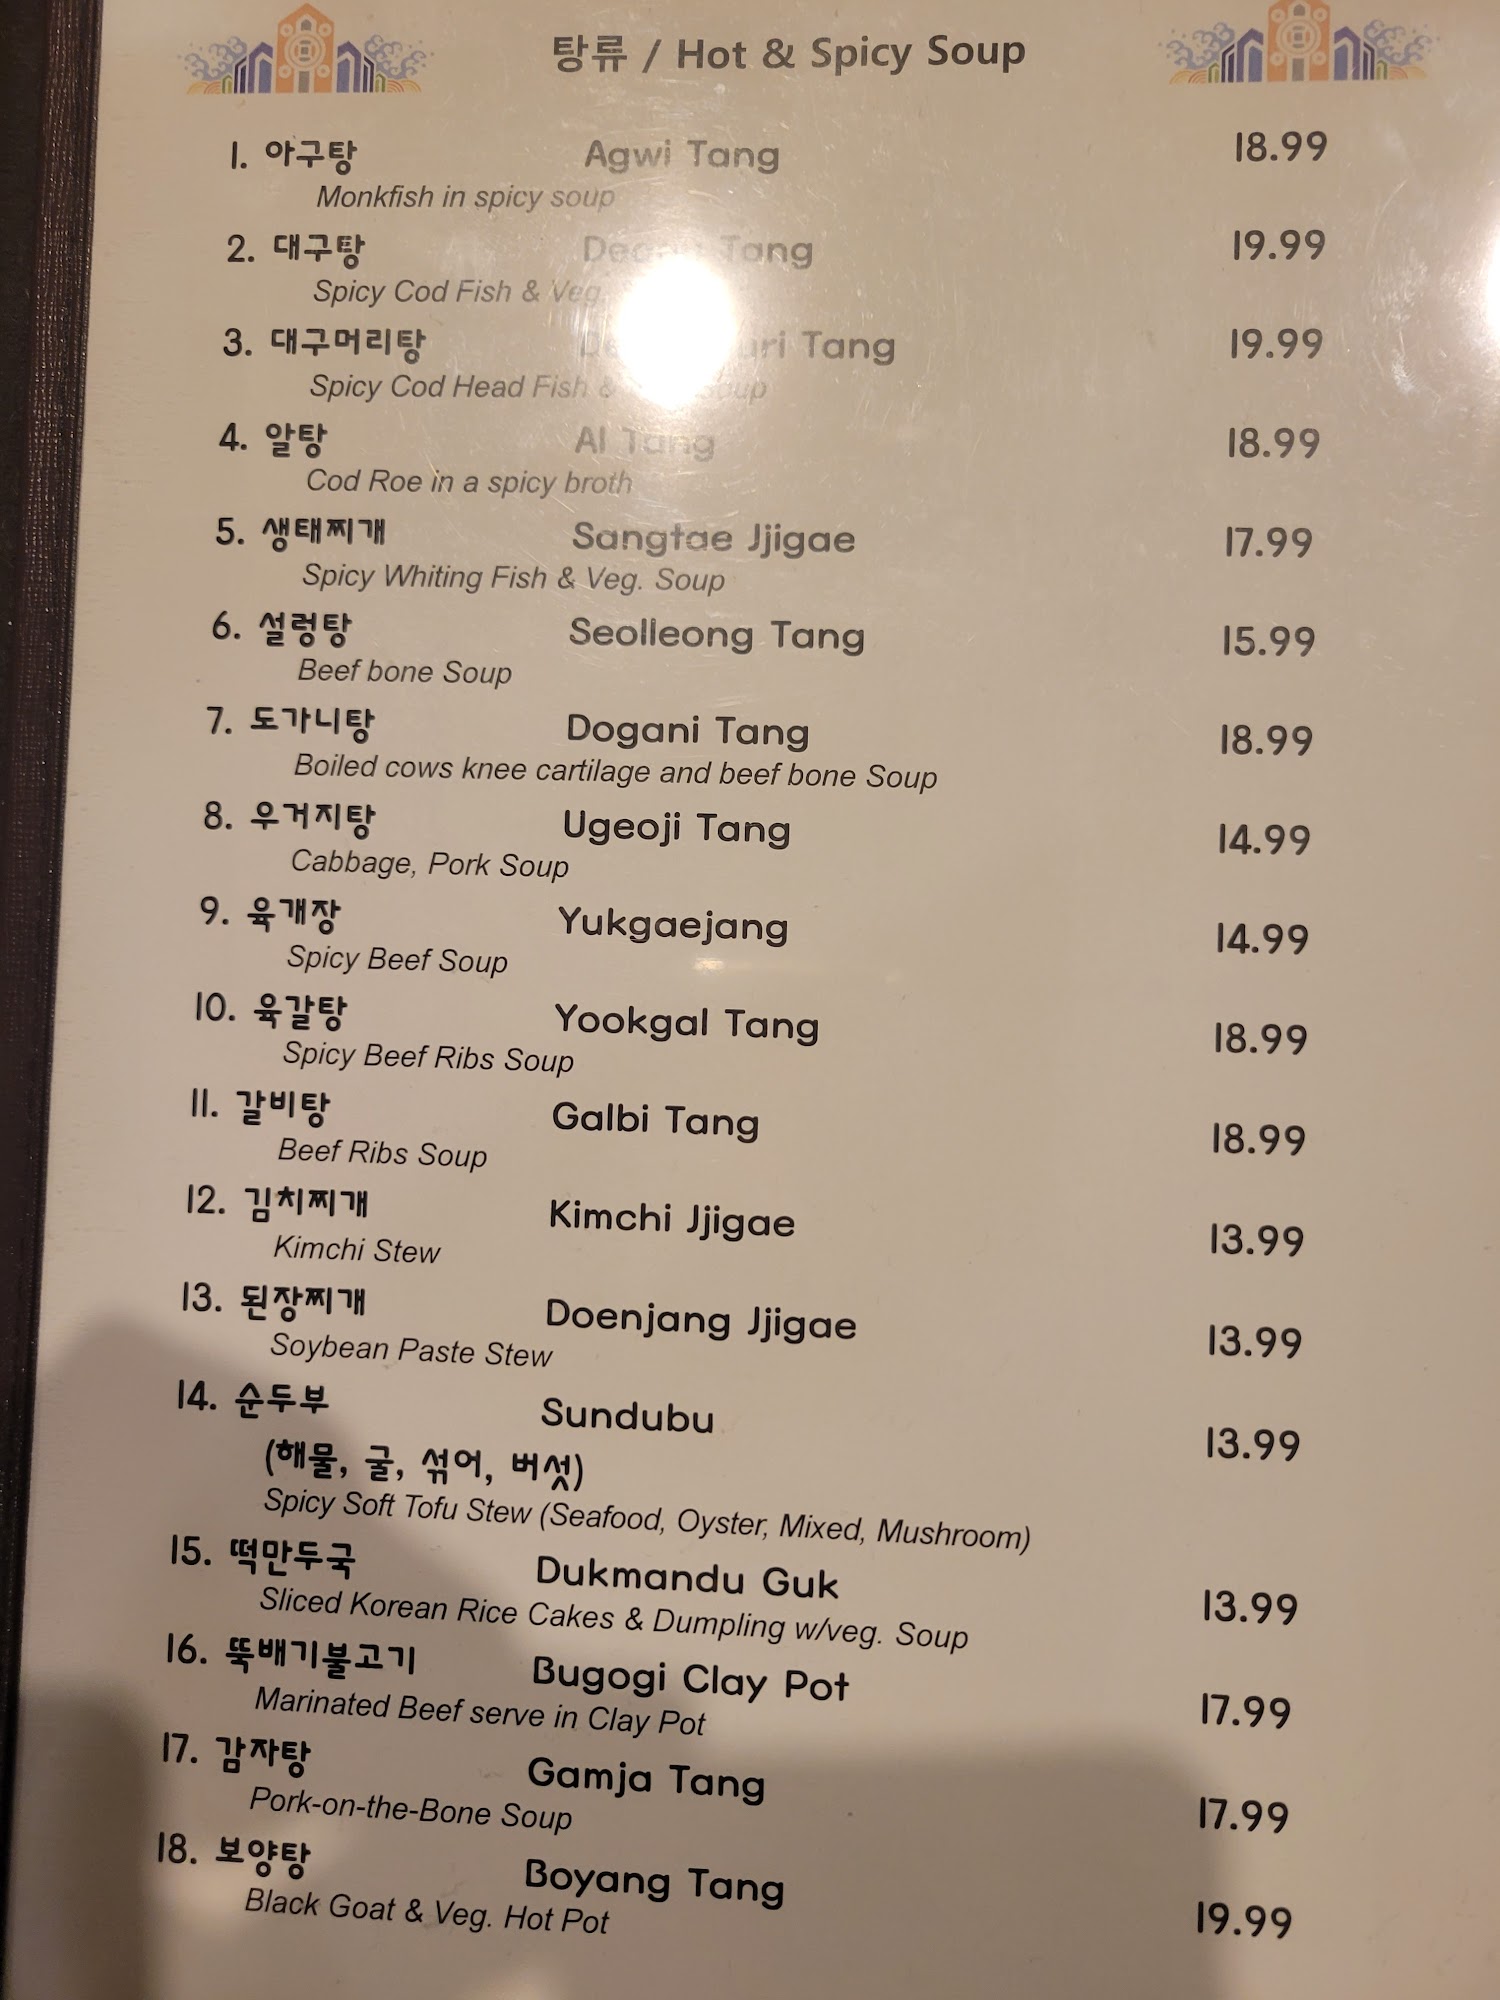 탕류 / Hot & Spicy Soup
1. 아구탕 Agwi Tang 18.99
Monkfish in spicy soup
2. 대구탕 Tang 19.99
Spicy Cod Fish & Veg.
3. 대구머리탕 Tang 19.99
Spicy Cod Head Fish & Soup
4. 알탕 Al Tang 18.99
Cod Roe in a spicy broth
5. 생태찌개 Sangtae Jjigae 17.99
Spicy Whiting Fish & Veg. Soup
6. 설렁탕 Seolleong Tang 15.99
Beef bone Soup
7. 도가니탕 Dogani Tang 18.99
Boiled cows knee cartilage and beef bone Soup
8. 우거지탕 Ugeoji Tang 14.99
Cabbage, Pork Soup
9. 육개장 Yukgaejang 14.99
Spicy Beef Soup
10. 육갈탕 Yookgal Tang 18.99
Spicy Beef Ribs Soup
11. 갈비탕 Galbi Tang 18.99
Beef Ribs Soup
12. 김치찌개 Kimchi Jjigae 13.99
Kimchi Stew
13. 된장찌개 Doenjang Jjigae 13.99
Soybean Paste Stew
14. 순두부 Sundubu 13.99
(해물, 굴, 섞어, 버섯)
Spicy Soft Tofu Stew (Seafood, Oyster, Mixed, Mushroom)
15. 떡만두국 Dukmandu Guk 13.99
Sliced Korean Rice Cakes & Dumpling w/veg. Soup
16. 뚝배기불고기 Bugogi Clay Pot 17.99
Marinated Beef serve in Clay Pot
17. 감자탕 Gamja Tang 17.99
Pork-on-the-Bone Soup
18. 보양탕 Boyang Tang 19.99
Black Goat & Veg. Hot Pot